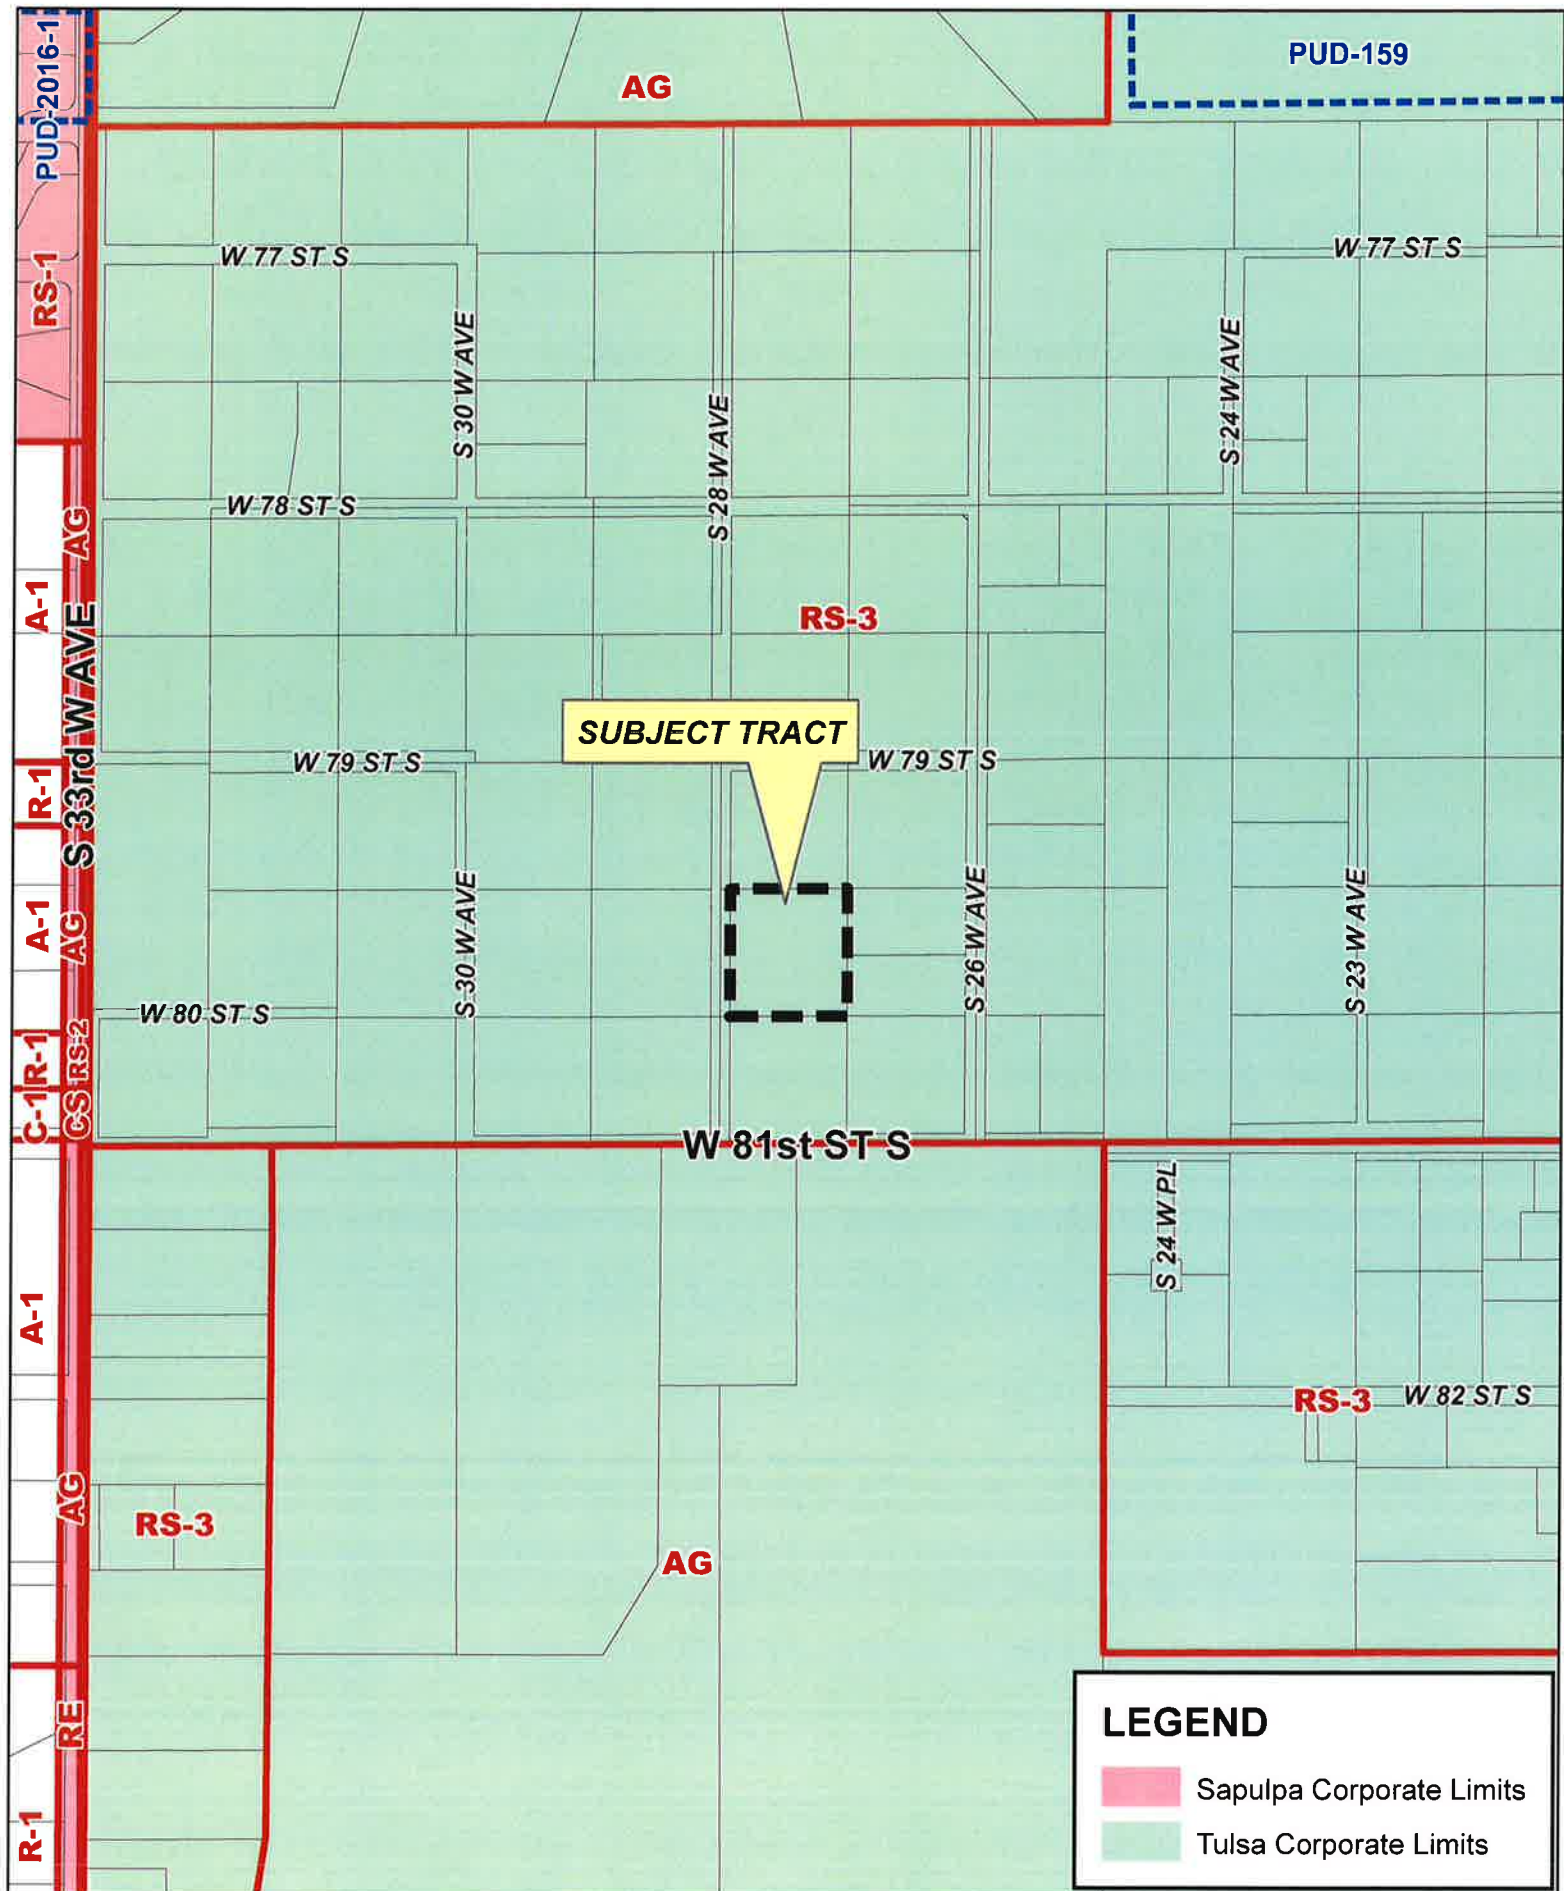 PUD-2016-1
AG
PUD-159
RS-1
W 77 ST S
W 77 ST S
S 30 W AVE
S 28 W AVE
S 24 W AVE
W 78 ST S
AG
A-1
S 33rd W AVE
RS-3
SUBJECT TRACT
W 79 ST S
W 79 ST S
R-1
A-1
AG
S 30 W AVE
S 26 W AVE
S 23 W AVE
W 80 ST S
R-1
RS-2
C-1
CS
W 81st ST S
S 24 W PL
A-1
RS-3
W 82 ST S
AG
RS-3
AG
RE
R-1
LEGEND
Sapulpa Corporate Limits
Tulsa Corporate Limits